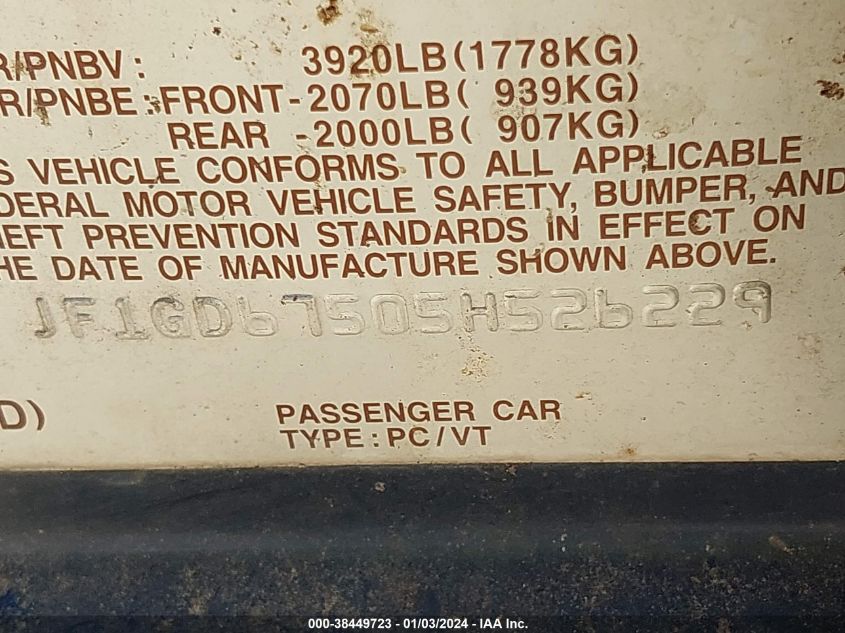 R/PNBV: 3920LB(1778KG)
R/PNBE:FRONT-2070LB( 939KG)
REAR -2000LB( 907KG)
S VEHICLE CONFORMS TO ALL APPLICABLE
DERAL MOTOR VEHICLE SAFETY, BUMPER, AND
HEFT PREVENTION STANDARDS IN EFFECT ON
HE DATE OF MANUFACTURE SHOWN ABOVE.
JF1GD67505H526229
D) PASSENGER CAR
TYPE:PC/VT
000-38449723 - 01/03/2024 - IAA Inc.